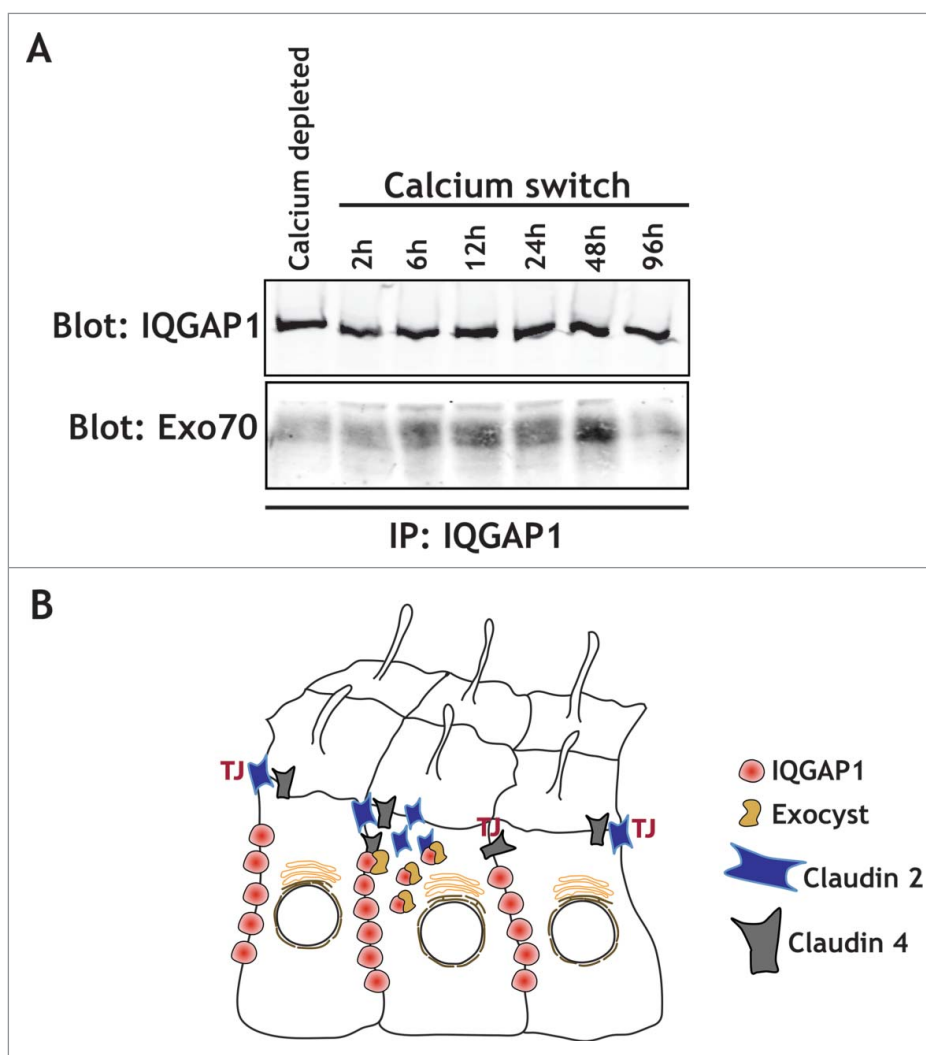 A
Calcium depleted
Calcium switch
2h
6h
12h
24h
48h
96h
Blot: IQGAP1
Blot: Exo70
IP: IQGAP1
B
TJ
TJ
TJ
IQGAP1
Exocyst
Claudin 2
Claudin 4